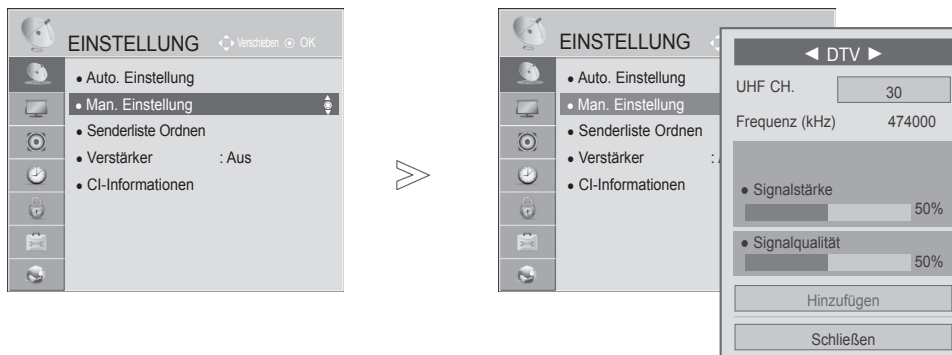 EINSTELLUNG Verschieben OK
• Auto. Einstellung
• Man. Einstellung
• Senderliste Ordnen
• Verstärker : Aus
• CI-Informationen
EINSTELLUNG
• Auto. Einstellung
• Man. Einstellung
• Senderliste Ordnen
• Verstärker :
• CI-Informationen
◄ DTV ►
UHF CH. 30
Frequenz (kHz) 474000
• Signalstärke
50%
• Signalqualität
50%
Hinzufügen
Schließen